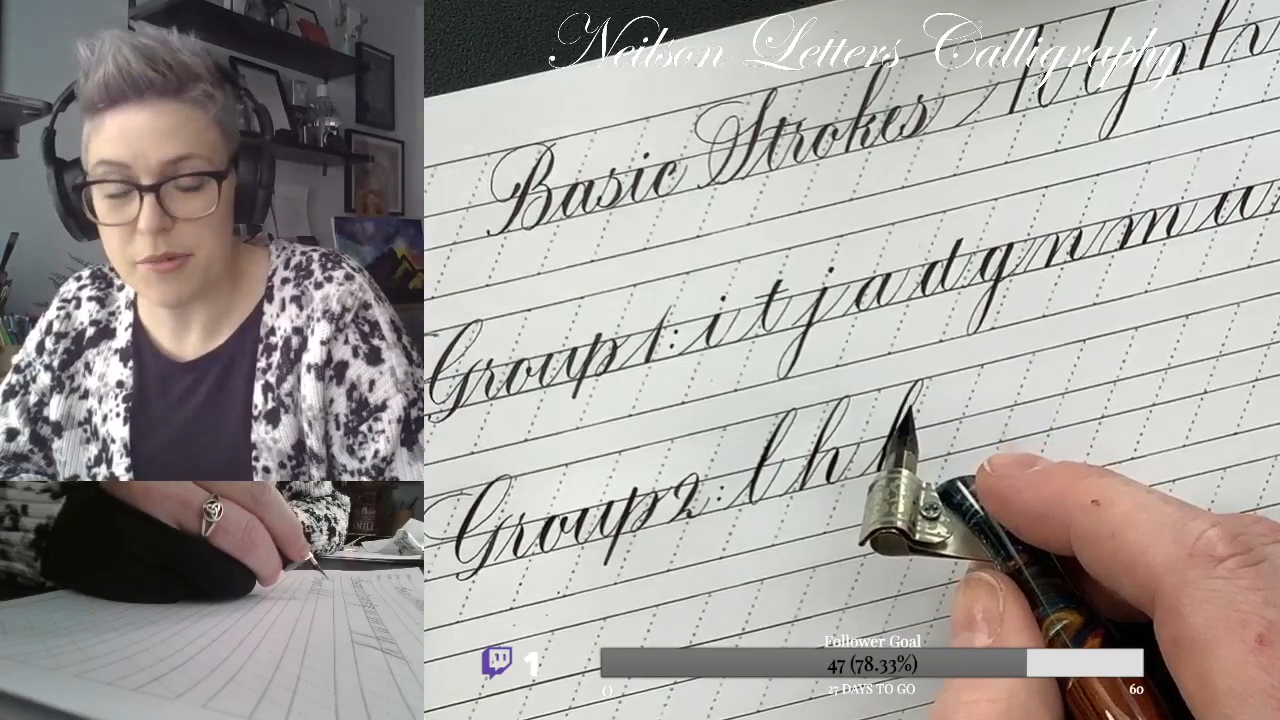 Neilson Letters Calligraphy
Basic Strokes
Group 1: i t j a d g n m u
Group 2: l h
Follower Goal
1
47 (78.33%)
0
27 DAYS TO GO
60